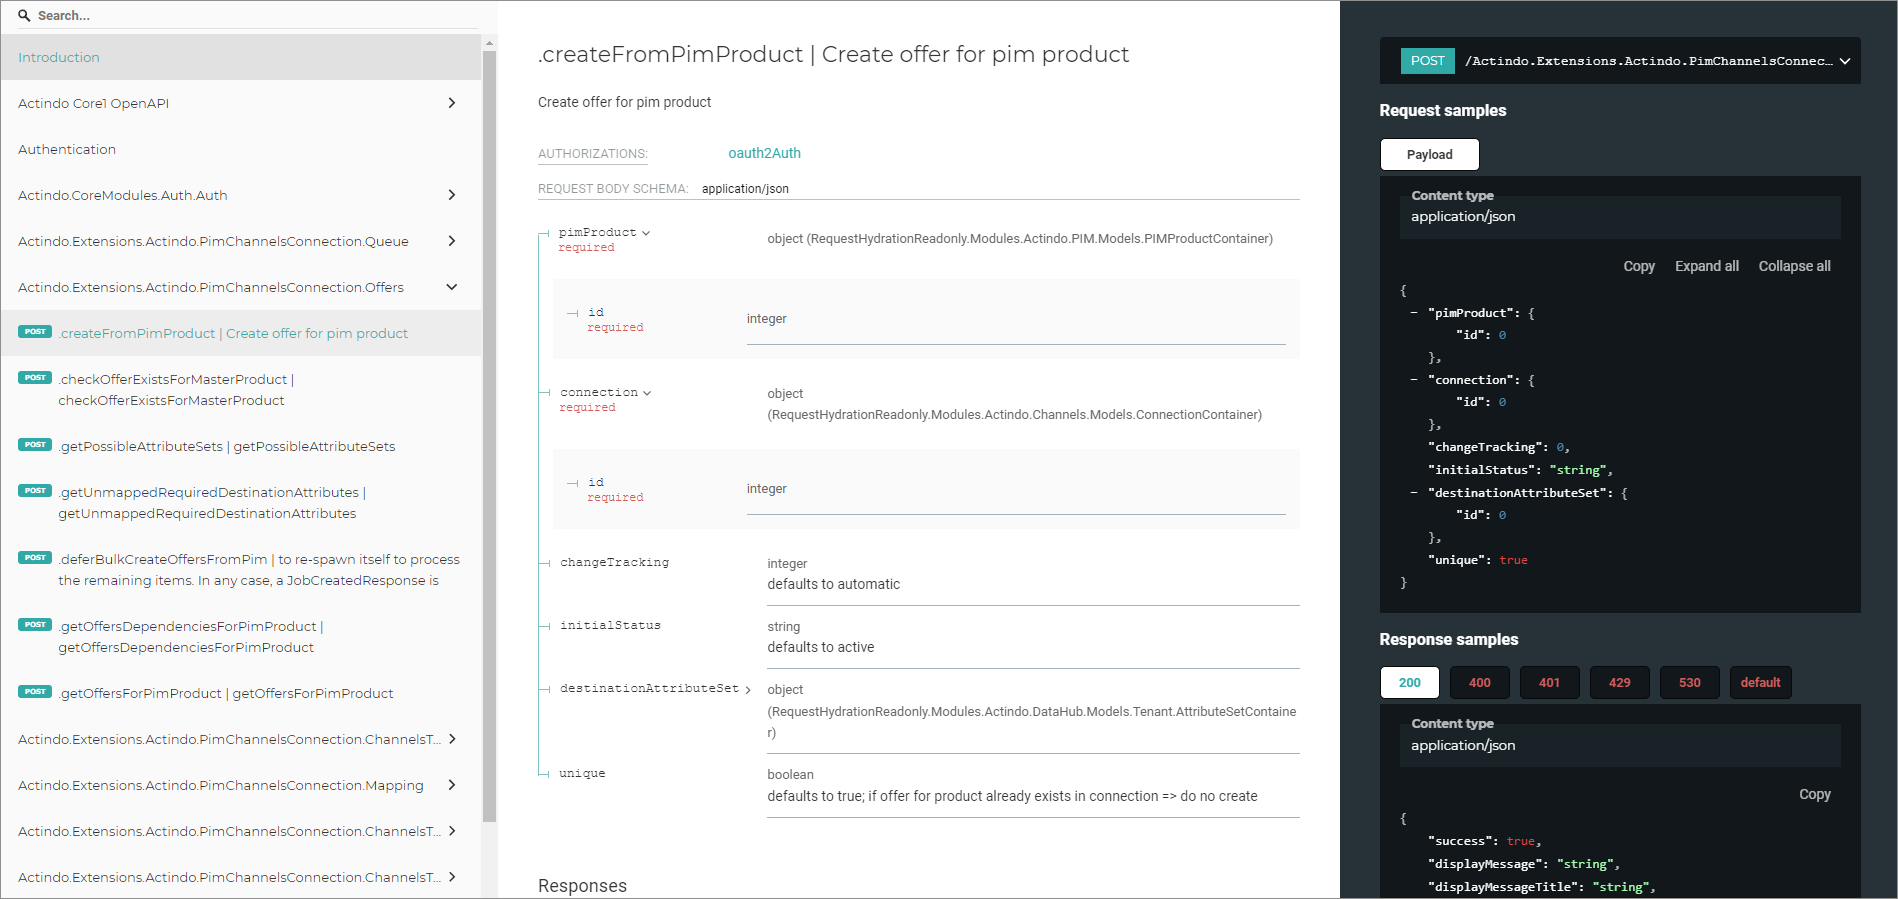 Search...
Introduction
Actindo Core1 OpenAPI
Authentication
Actindo.CoreModules.Auth.Auth
Actindo.Extensions.Actindo.PimChannelsConnection.Queue
Actindo.Extensions.Actindo.PimChannelsConnection.Offers
POST .createFromPimProduct | Create offer for pim product
POST .checkOfferExistsForMasterProduct |
checkOfferExistsForMasterProduct
POST .getPossibleAttributeSets | getPossibleAttributeSets
POST .getUnmappedRequiredDestinationAttributes |
getUnmappedRequiredDestinationAttributes
POST .deferBulkCreateOffersFromPim | to re-spawn itself to process
the remaining items. In any case, a JobCreatedResponse is
POST .getOffersDependenciesForPimProduct |
getOffersDependenciesForPimProduct
POST .getOffersForPimProduct | getOffersForPimProduct
Actindo.Extensions.Actindo.PimChannelsConnection.ChannelsT...
Actindo.Extensions.Actindo.PimChannelsConnection.Mapping
Actindo.Extensions.Actindo.PimChannelsConnection.ChannelsT...
Actindo.Extensions.Actindo.PimChannelsConnection.ChannelsT...
.createFromPimProduct | Create offer for pim product
Create offer for pim product
AUTHORIZATIONS: oauth2Auth
REQUEST BODY SCHEMA: application/json
pimProduct
required
object (RequestHydrationReadonly.Modules.Actindo.PIM.Models.PIMProductContainer)
id
required
integer
connection
required
object
(RequestHydrationReadonly.Modules.Actindo.Channels.Models.ConnectionContainer)
id
required
integer
changeTracking
integer
defaults to automatic
initialStatus
string
defaults to active
destinationAttributeSet
object
(RequestHydrationReadonly.Modules.Actindo.DataHub.Models.Tenant.AttributeSetContaine
r)
unique
boolean
defaults to true; if offer for product already exists in connection => do no create
Responses
POST /Actindo.Extensions.Actindo.PimChannelsConnec...
Request samples
Payload
Content type
application/json
Copy Expand all Collapse all
{
− "pimProduct": {
"id": 0
},
− "connection": {
"id": 0
},
"changeTracking": 0,
"initialStatus": "string",
− "destinationAttributeSet": {
"id": 0
},
"unique": true
}
Response samples
200 400 401 429 530 default
Content type
application/json
Copy
{
"success": true,
"displayMessage": "string",
"displayMessageTitle": "string",